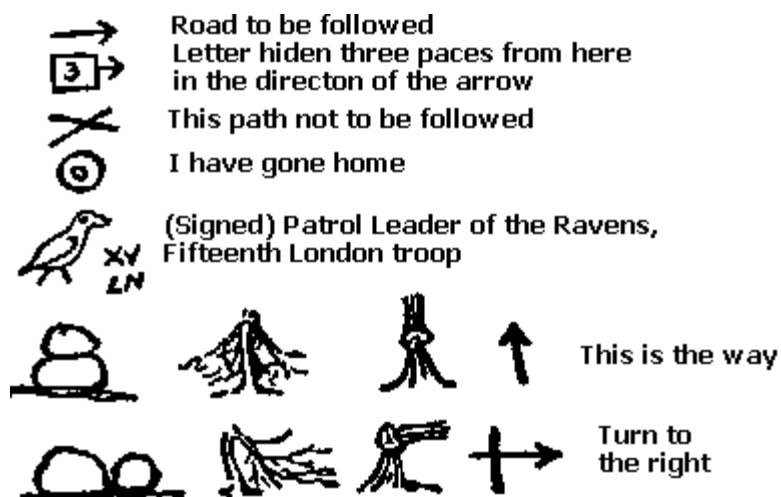 Road to be followed
3
Letter hiden three paces from here
in the directon of the arrow
This path not to be followed
I have gone home
(Signed) Patrol Leader of the Ravens,
Fifteenth London troop
XV
LN
This is the way
Turn to
the right